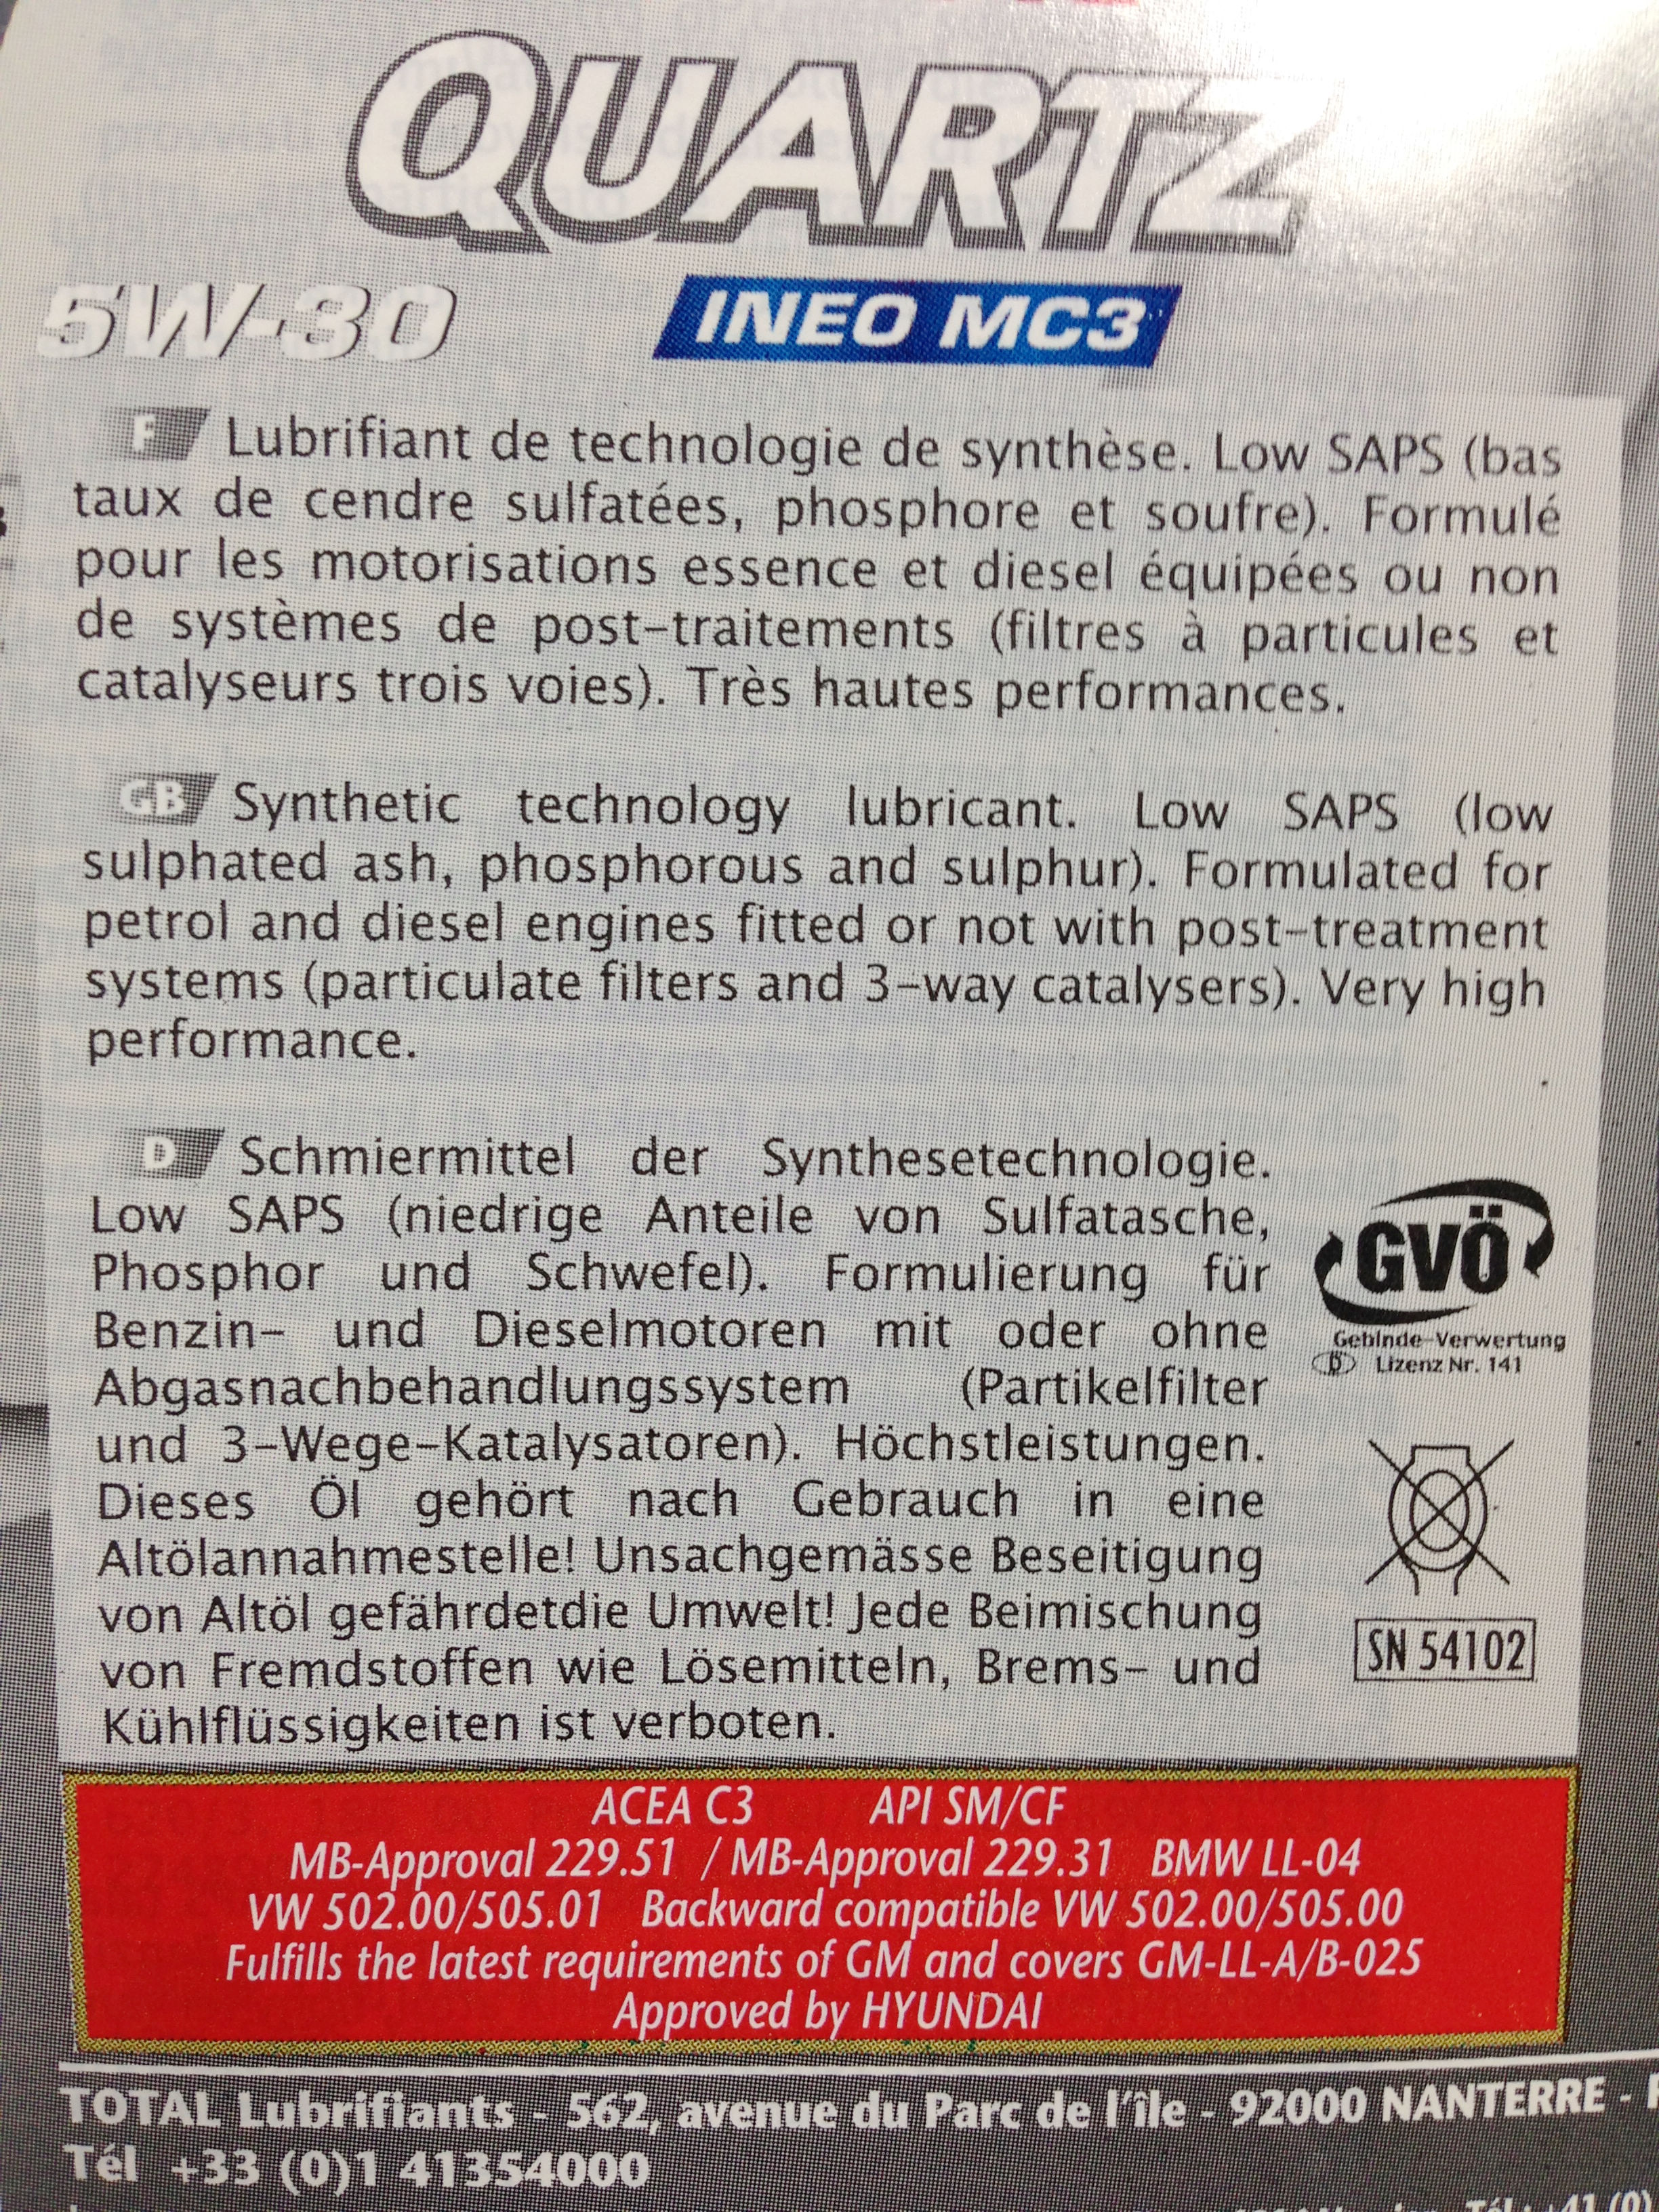 QUARTZ
5W-30 INEO MC3
F Lubrifiant de technologie de synthèse. Low SAPS (bas
taux de cendre sulfatées, phosphore et soufre). Formulé
pour les motorisations essence et diesel équipées ou non
de systèmes de post-traitements (filtres à particules et
catalyseurs trois voies). Très hautes performances.
GB Synthetic technology lubricant. Low SAPS (low
sulphated ash, phosphorous and sulphur). Formulated for
petrol and diesel engines fitted or not with post-treatment
systems (particulate filters and 3-way catalysers). Very high
performance.
D Schmiermittel der Synthesetechnologie.
Low SAPS (niedrige Anteile von Sulfatasche,
Phosphor und Schwefel). Formulierung für
Benzin- und Dieselmotoren mit oder ohne
Abgasnachbehandlungssystem (Partikelfilter
und 3-Wege-Katalysatoren). Höchstleistungen.
Dieses Öl gehört nach Gebrauch in eine
Altölannahmestelle! Unsachgemässe Beseitigung
von Altöl gefährdetdie Umwelt! Jede Beimischung
von Fremdstoffen wie Lösemitteln, Brems- und
Kühlflüssigkeiten ist verboten.
GVÖ
Gebinde-Verwertung
D Lizenz Nr. 141
SN 54102
ACEA C3 API SM/CF
MB-Approval 229.51 / MB-Approval 229.31 BMW LL-04
VW 502.00/505.01 Backward compatible VW 502.00/505.00
Fulfills the latest requirements of GM and covers GM-LL-A/B-025
Approved by HYUNDAI
TOTAL Lubrifiants - 562, avenue du Parc de l'île - 92000 NANTERRE -
Tél +33 (0)1 41354000